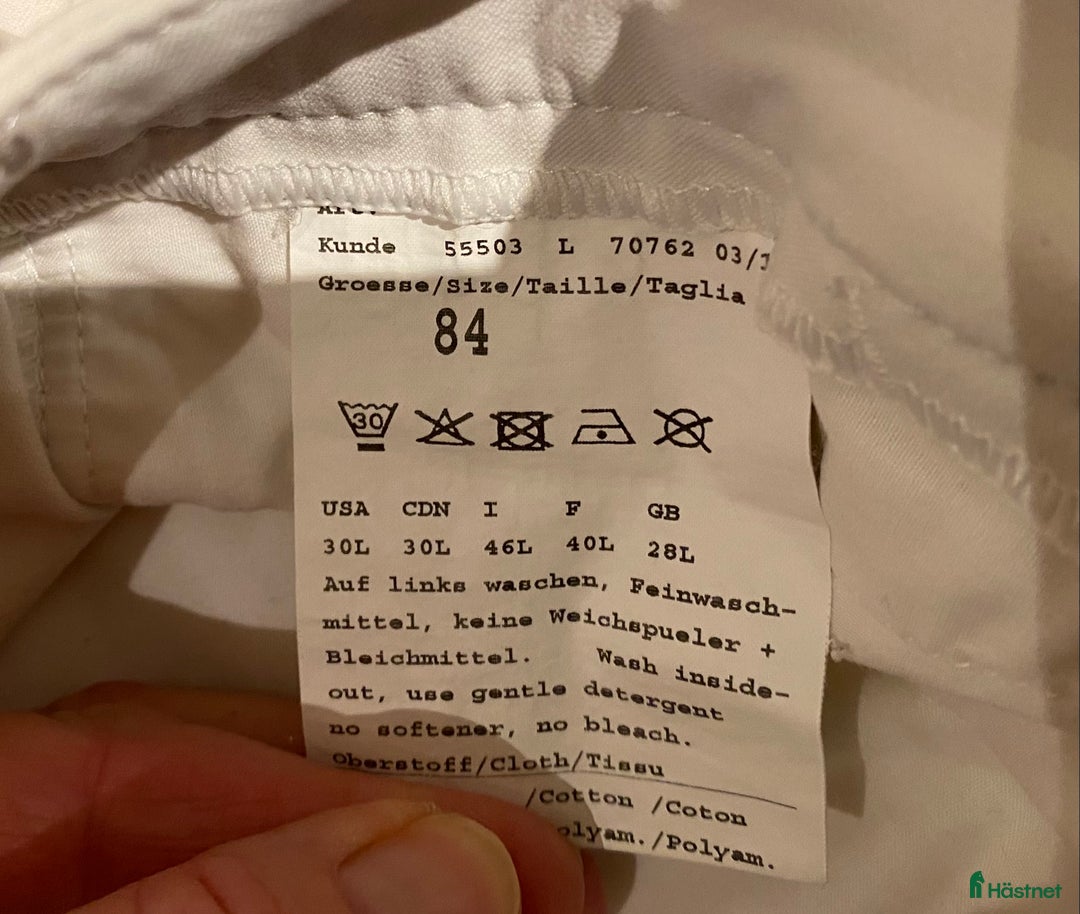 Kunde 55503 L 70762 03/
Groesse/Size/Taille/Taglia
84
30
USA CDN I F GB
30L 30L 46L 40L 28L
Auf links waschen, Feinwasch-
mittel, keine Weichspueler +
Bleichmittel. Wash inside-
out, use gentle detergent
no softener, no bleach.
Oberstoff/Cloth/Tissu
/Cotton /Coton
olyam./Polyam.
Hästnet